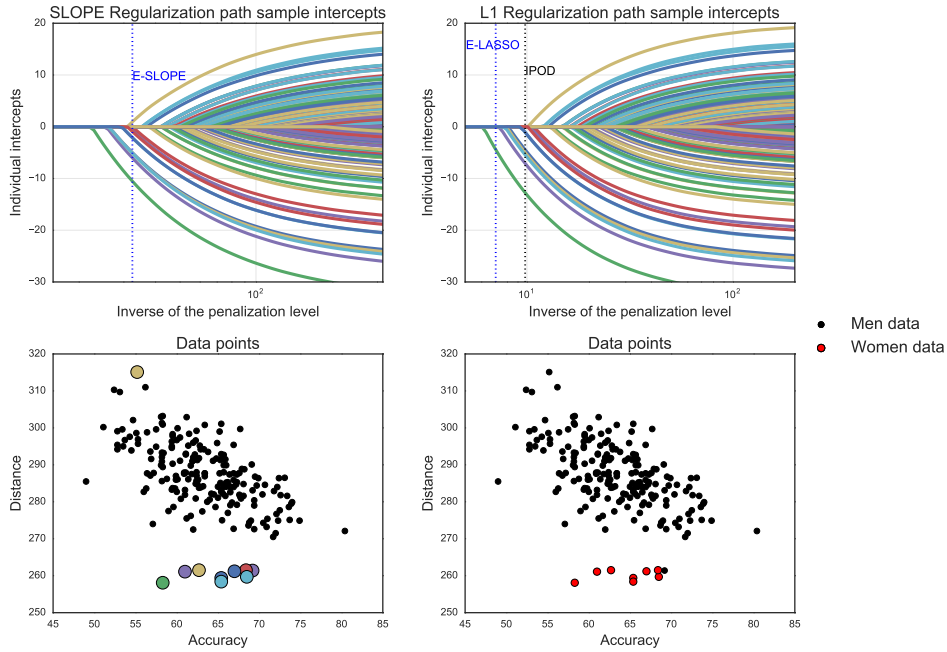 SLOPE Regularization path sample intercepts
L1 Regularization path sample intercepts
Individual intercepts
20
10
0
−10
−20
−30
E-SLOPE
10²
Inverse of the penalization level
Individual intercepts
20
10
0
−10
−20
−30
E-LASSO
IPOD
10¹
10²
Inverse of the penalization level
Men data
Women data
Data points
Distance
320
310
300
290
280
270
260
250
45 50 55 60 65 70 75 80 85
Accuracy
Data points
Distance
320
310
300
290
280
270
260
250
45 50 55 60 65 70 75 80 85
Accuracy